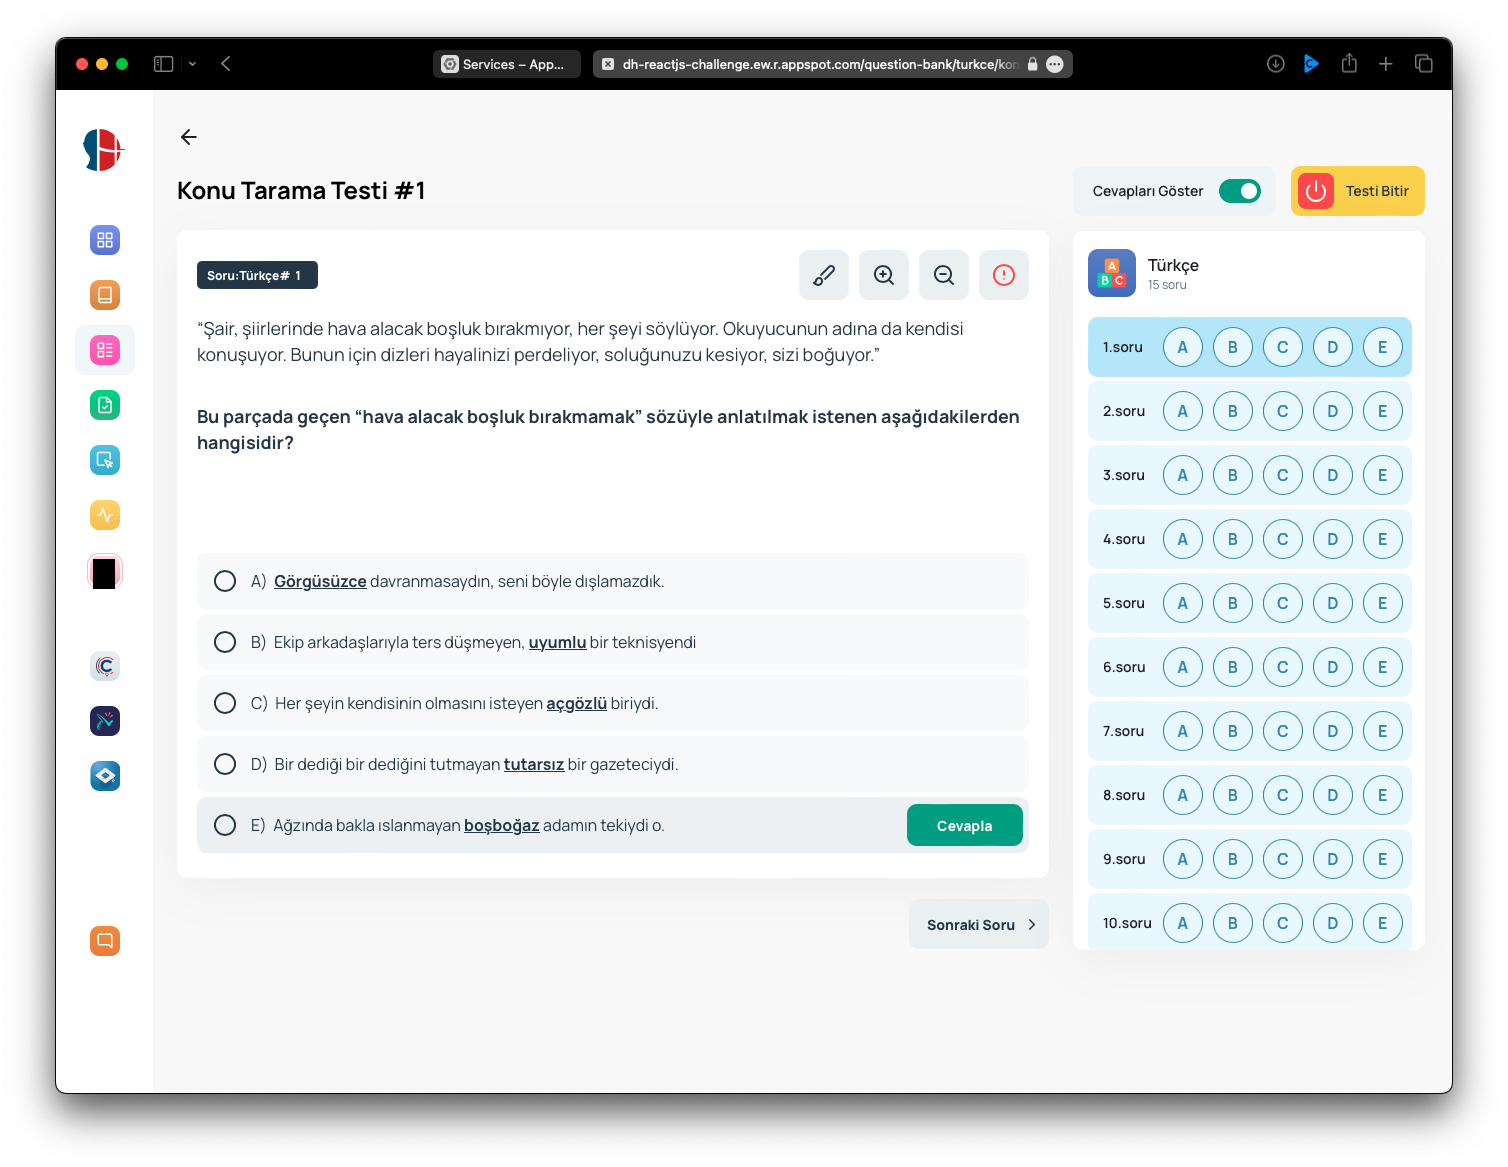 Services – App...
dh-reactjs-challenge.ew.r.appspot.com/question-bank/turkce/kon
Konu Tarama Testi #1
Cevapları Göster
Testi Bitir
Soru:Türkçe# 1
“Şair, şiirlerinde hava alacak boşluk bırakmıyor, her şeyi söylüyor. Okuyucunun adına da kendisi
konuşuyor. Bunun için dizleri hayalinizi perdeliyor, soluğunuzu kesiyor, sizi boğuyor.”
Bu parçada geçen “hava alacak boşluk bırakmamak” sözüyle anlatılmak istenen aşağıdakilerden
hangisidir?
A) Görgüsüzce davranmasaydın, seni böyle dışlamazdık.
B) Ekip arkadaşlarıyla ters düşmeyen, uyumlu bir teknisyendi
C) Her şeyin kendisinin olmasını isteyen açgözlü biriydi.
D) Bir dediği bir dediğini tutmayan tutarsız bir gazeteciydi.
E) Ağzında bakla ıslanmayan boşboğaz adamın tekiydi o.
Cevapla
Sonraki Soru
A
B C
Türkçe
15 soru
1.soru A B C D E
2.soru A B C D E
3.soru A B C D E
4.soru A B C D E
5.soru A B C D E
6.soru A B C D E
7.soru A B C D E
8.soru A B C D E
9.soru A B C D E
10.soru A B C D E